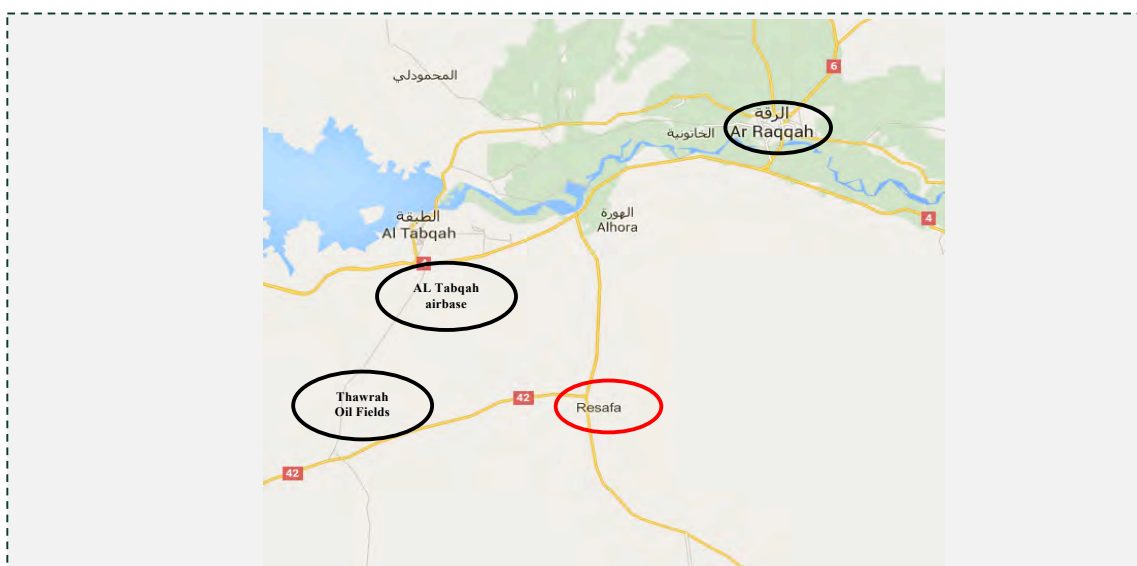 المحمودلي
6
الرقة
Ar Raqqah
الخاتونية
الطبقة
Al Tabqah
الهورة
Alhora
4
4
AL Tabqah
airbase
Thawrah
Oil Fields
42
Resafa
42